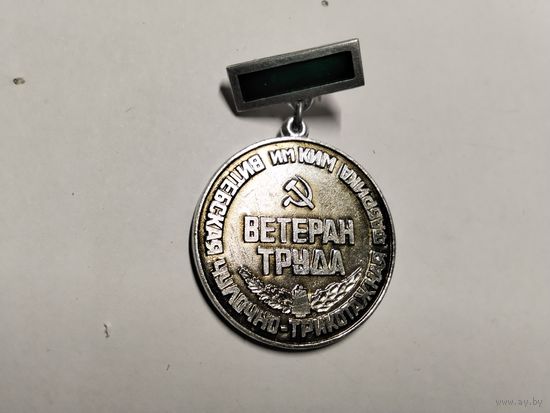 ВИТЕБСКАЯ ЧУЛОЧНО-ТРИКОТАЖНАЯ ФАБРИКА ИМ КИМ
ВЕТЕРАН
ТРУДА
www.ay.by